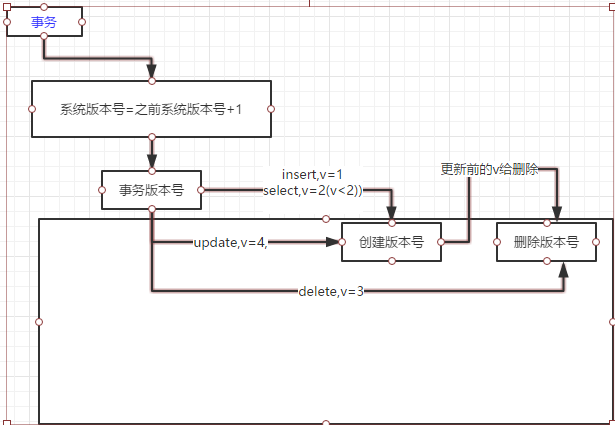 事务
系统版本号=之前系统版本号+1
事务版本号
insert,v=1
select,v=2(v<2))
更新前的v给删除
update,v=4,
创建版本号
删除版本号
delete,v=3